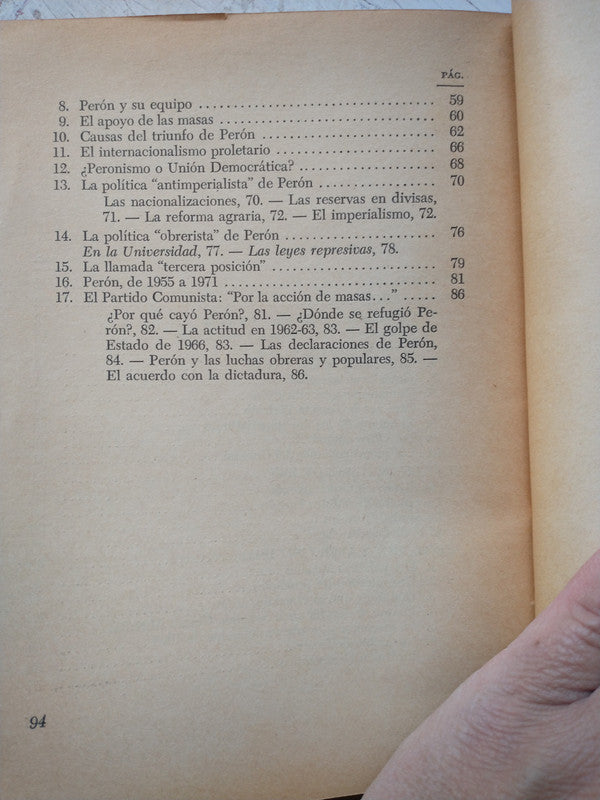 PÁG.
8. Perón y su equipo .................................. 59
9. El apoyo de las masas ............................... 60
10. Causas del triunfo de Perón ......................... 62
11. El internacionalismo proletario ....................... 66
12. ¿Peronismo o Unión Democrática? .................... 68
13. La política "antimperialista" de Perón ................. 70
Las nacionalizaciones, 70. — Las reservas en divisas,
71. — La reforma agraria, 72. — El imperialismo, 72.
14. La política "obrerista" de Perón ...................... 76
En la Universidad, 77. — Las leyes represivas, 78.
15. La llamada "tercera posición" ........................ 79
16. Perón, de 1955 a 1971 ............................... 81
17. El Partido Comunista: "Por la acción de masas..." ..... 86
¿Por qué cayó Perón?, 81. — ¿Dónde se refugió Pe-
rón?, 82. — La actitud en 1962-63, 83. — El golpe de
Estado de 1966, 83. — Las declaraciones de Perón,
84. — Perón y las luchas obreras y populares, 85. —
El acuerdo con la dictadura, 86.
94